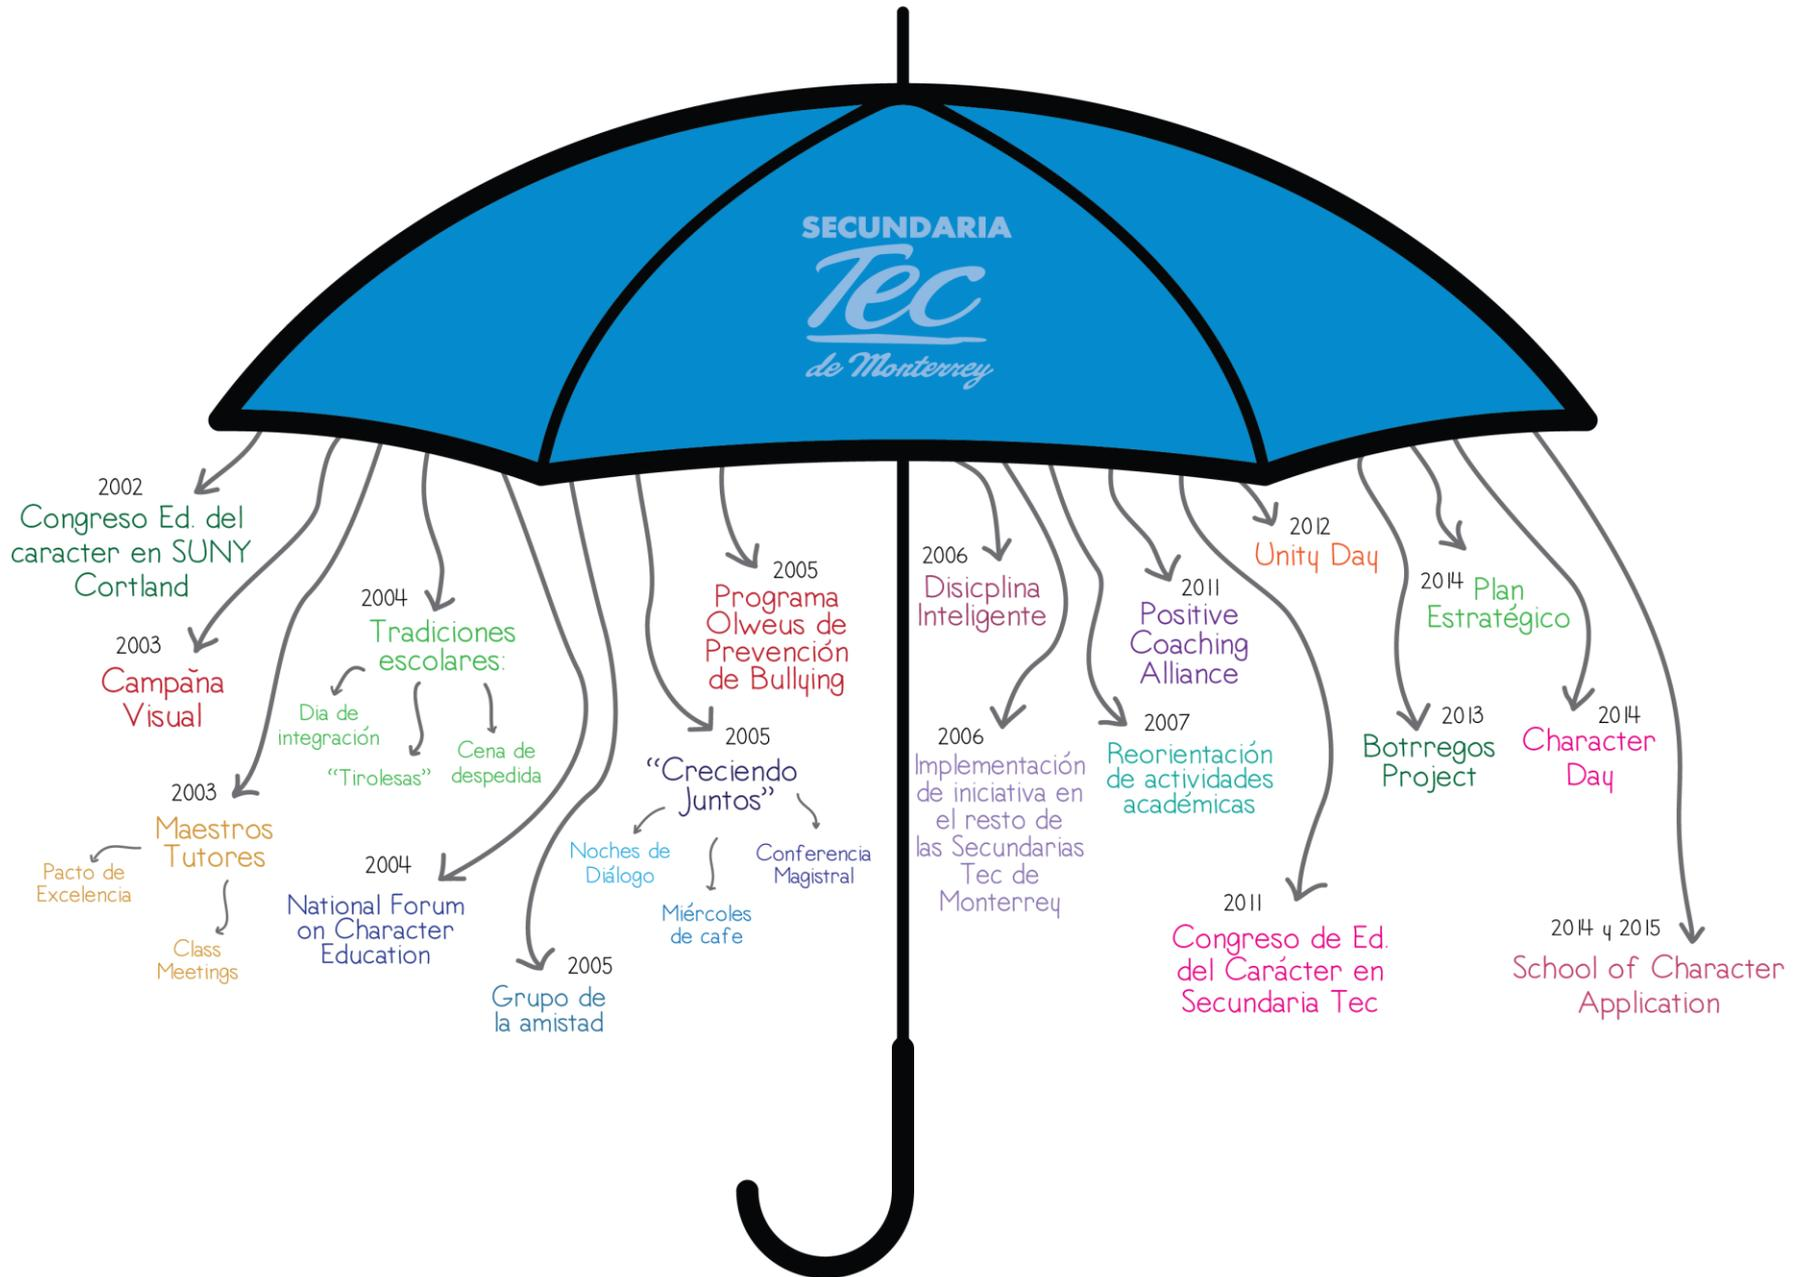 SECUNDARIA
Tec
de Monterrey
2002
Congreso Ed. del
caracter en SUNY
Cortland
2003
Campaña
Visual
2003
Maestros
Tutores
Pacto de
Excelencia
Class
Meetings
2004
Tradiciones
escolares:
Dia de
integración
“Tirolesas”
Cena de
despedida
2004
National Forum
on Character
Education
2005
Grupo de
la amistad
2005
“Creciendo
Juntos”
Noches de
Diálogo
Miércoles
de cafe
Conferencia
Magistral
2005
Programa
Olweus de
Prevención
de Bullying
2006
Disicplina
Inteligente
2006
Implementación
de iniciativa en
el resto de
las Secundarias
Tec de
Monterrey
2007
Reorientación
de actividades
académicas
2011
Positive
Coaching
Alliance
2011
Congreso de Ed.
del Carácter en
Secundaria Tec
2012
Unity Day
2013
Botrregos
Project
2014 Plan
Estratégico
2014
Character
Day
2014 y 2015
School of Character
Application